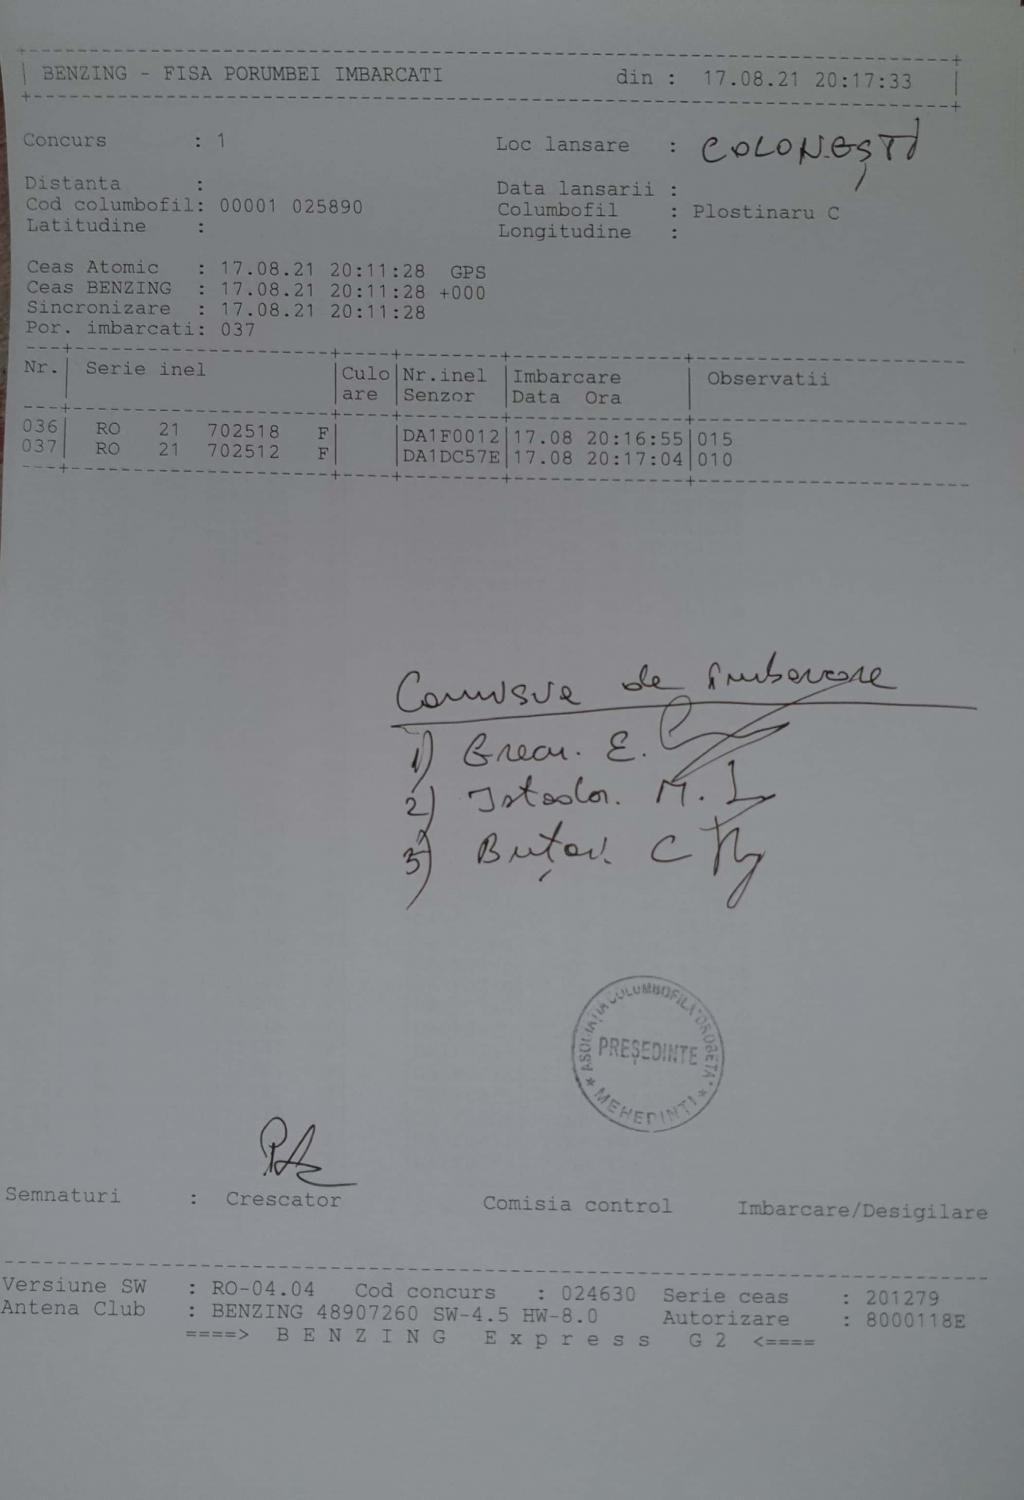 BENZING - FISA PORUMBEI IMBARCATI din : 17.08.21 20:17:33
Concurs : 1 Loc lansare : COLONEȘTI
Distanta : Data lansarii :
Cod columbofil: 00001 025890 Columbofil : Plostinaru C
Latitudine : Longitudine :
Ceas Atomic : 17.08.21 20:11:28 GPS
Ceas BENZING : 17.08.21 20:11:28 +000
Sincronizare : 17.08.21 20:11:28
Por. imbarcati: 037
Nr. Serie inel Culo Nr.inel Imbarcare Observatii
are Senzor Data Ora
036 RO 21 702518 F DA1F0012 17.08 20:16:55 015
037 RO 21 702512 F DA1DC57E 17.08 20:17:04 010
Comisie de imbarcare
1) Grecu. E.
2) Istodor. M. I
3) Buțar. C
ASOCIAȚIA COLUMBOFILA "DROBETA"
PREȘEDINTE
* MEHEDINTI *
Semnaturi : Crescator Comisia control Imbarcare/Desigilare
Versiune SW : RO-04.04 Cod concurs : 024630 Serie ceas : 201279
Antena Club : BENZING 48907260 SW-4.5 HW-8.0 Autorizare : 8000118E
====> B E N Z I N G E x p r e s s G 2 <====